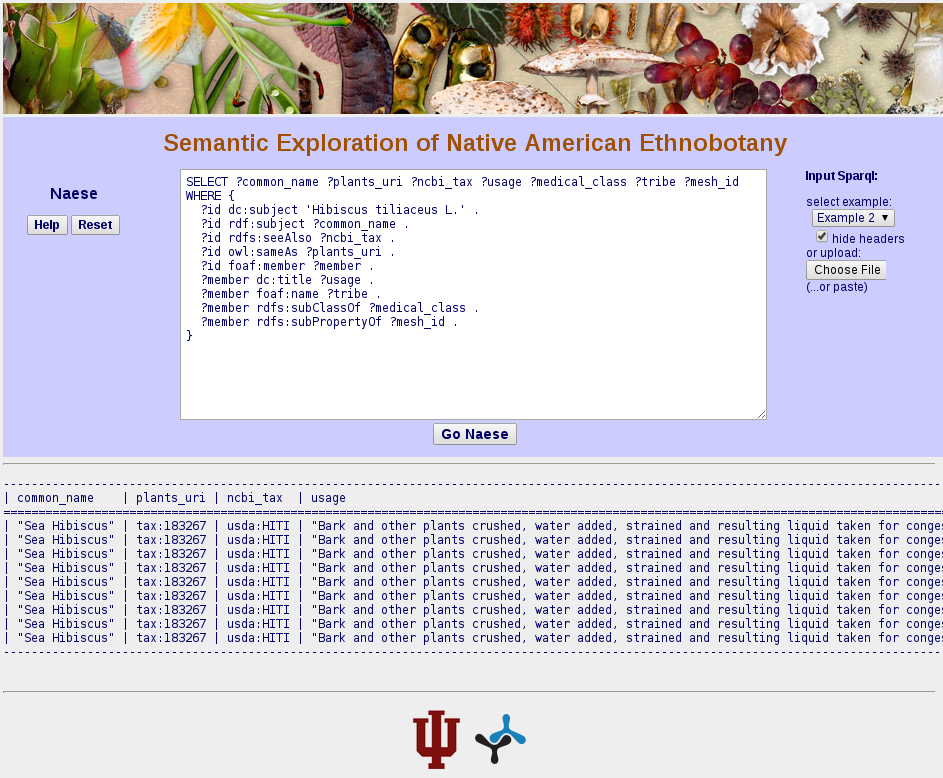 Semantic Exploration of Native American Ethnobotany
Naese
Help Reset
SELECT ?common_name ?plants_uri ?ncbi_tax ?usage ?medical_class ?tribe ?mesh_id
WHERE {
?id dc:subject 'Hibiscus tiliaceus L.' .
?id rdf:subject ?common_name .
?id rdfs:seeAlso ?ncbi_tax .
?id owl:sameAs ?plants_uri .
?id foaf:member ?member .
?member dc:title ?usage .
?member foaf:name ?tribe .
?member rdfs:subClassOf ?medical_class .
?member rdfs:subPropertyOf ?mesh_id .
}
Go Naese
Input Sparql:
select example:
Example 2
hide headers
or upload:
Choose File
(...or paste)
| common_name | plants_uri | ncbi_tax | usage
| "Sea Hibiscus" | tax:183267 | usda:HITI | "Bark and other plants crushed, water added, strained and resulting liquid taken for conges
| "Sea Hibiscus" | tax:183267 | usda:HITI | "Bark and other plants crushed, water added, strained and resulting liquid taken for conges
| "Sea Hibiscus" | tax:183267 | usda:HITI | "Bark and other plants crushed, water added, strained and resulting liquid taken for conges
| "Sea Hibiscus" | tax:183267 | usda:HITI | "Bark and other plants crushed, water added, strained and resulting liquid taken for conges
| "Sea Hibiscus" | tax:183267 | usda:HITI | "Bark and other plants crushed, water added, strained and resulting liquid taken for conges
| "Sea Hibiscus" | tax:183267 | usda:HITI | "Bark and other plants crushed, water added, strained and resulting liquid taken for conges
| "Sea Hibiscus" | tax:183267 | usda:HITI | "Bark and other plants crushed, water added, strained and resulting liquid taken for conges
| "Sea Hibiscus" | tax:183267 | usda:HITI | "Bark and other plants crushed, water added, strained and resulting liquid taken for conges
| "Sea Hibiscus" | tax:183267 | usda:HITI | "Bark and other plants crushed, water added, strained and resulting liquid taken for conges